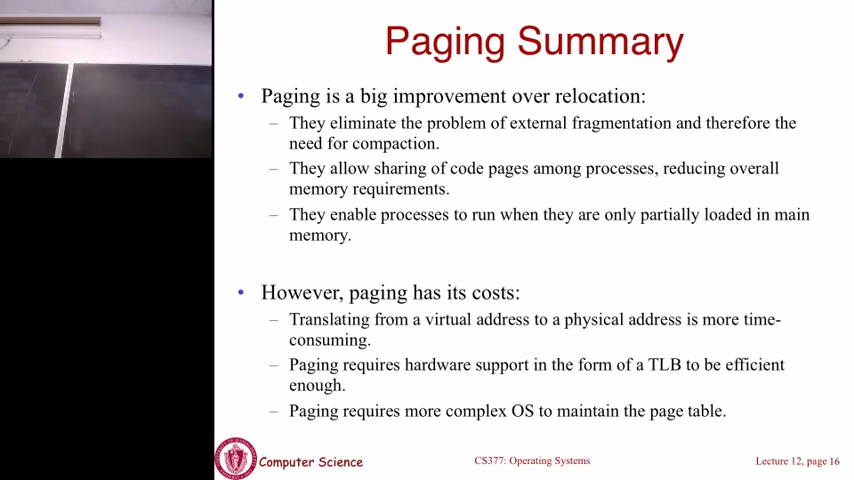 Paging Summary
• Paging is a big improvement over relocation:
– They eliminate the problem of external fragmentation and therefore the
need for compaction.
– They allow sharing of code pages among processes, reducing overall
memory requirements.
– They enable processes to run when they are only partially loaded in main
memory.
• However, paging has its costs:
– Translating from a virtual address to a physical address is more time-
consuming.
– Paging requires hardware support in the form of a TLB to be efficient
enough.
– Paging requires more complex OS to maintain the page table.
Computer Science
CS377: Operating Systems
Lecture 12, page 16